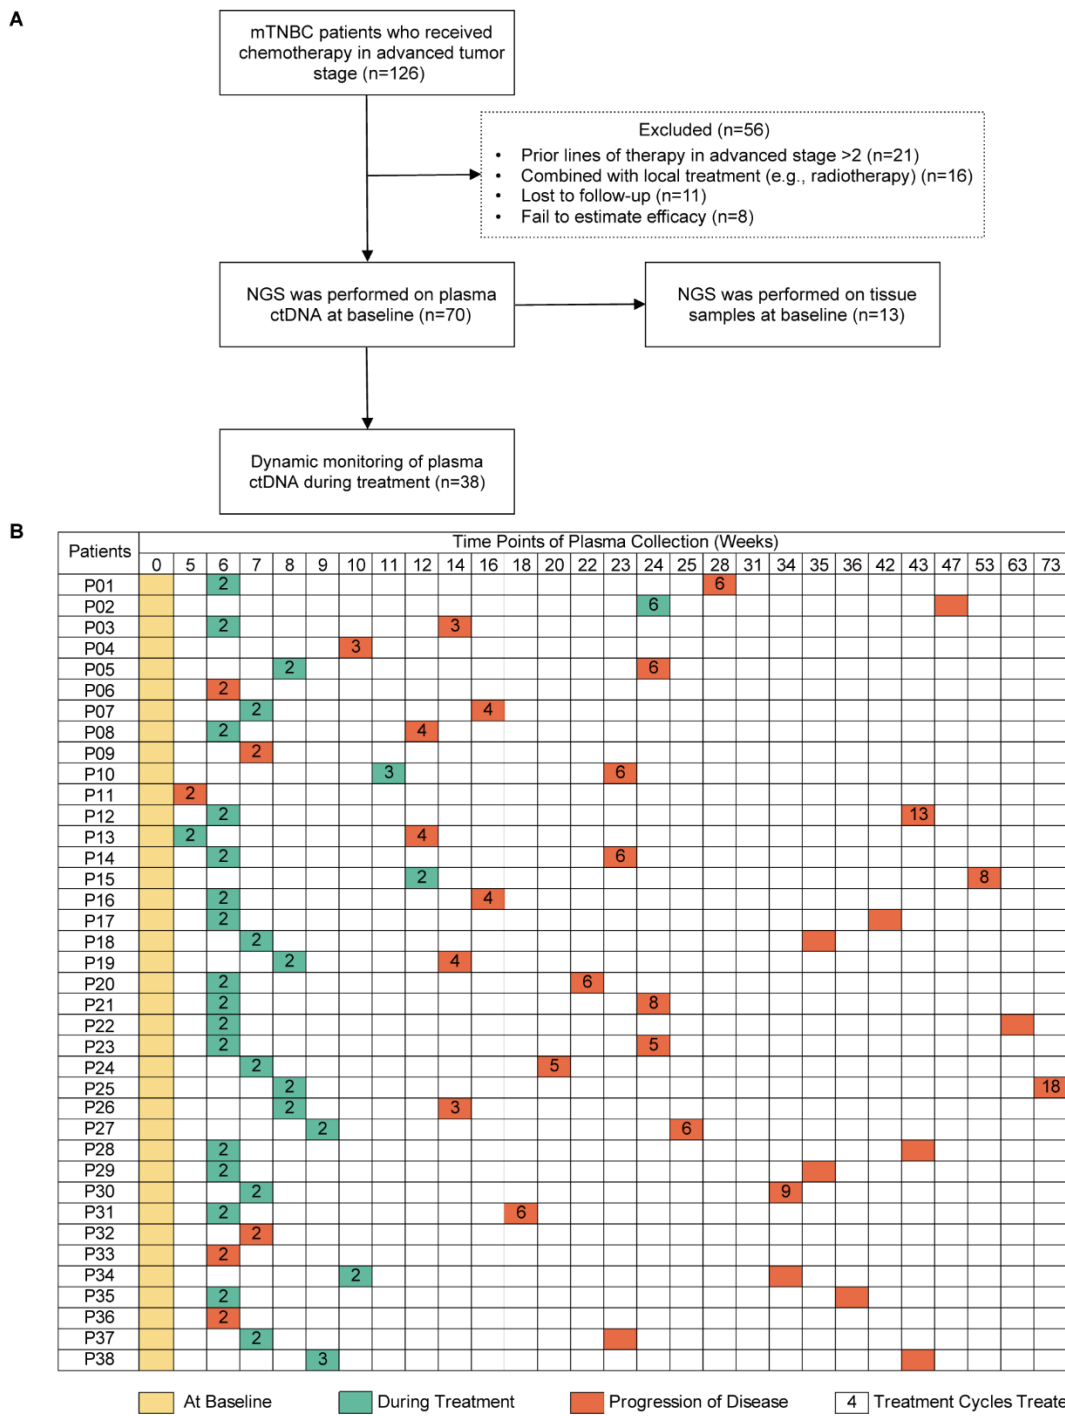 A
mTNBC patients who received
chemotherapy in advanced tumor
stage (n=126)
Excluded (n=56)
• Prior lines of therapy in advanced stage >2 (n=21)
• Combined with local treatment (e.g., radiotherapy) (n=16)
• Lost to follow-up (n=11)
• Fail to estimate efficacy (n=8)
NGS was performed on plasma
ctDNA at baseline (n=70)
NGS was performed on tissue
samples at baseline (n=13)
Dynamic monitoring of plasma
ctDNA during treatment (n=38)
B
Patients Time Points of Plasma Collection (Weeks)
0 5 6 7 8 9 10 11 12 14 16 18 20 22 23 24 25 28 31 34 35 36 42 43 47 53 63 73
P01 2 6
P02 6
P03 2 3
P04 3
P05 2 6
P06 2
P07 2 4
P08 2 4
P09 2
P10 3 6
P11 2
P12 2 13
P13 2 4
P14 2 6
P15 2 8
P16 2 4
P17 2
P18 2
P19 2 4
P20 2 6
P21 2 8
P22 2
P23 2 5
P24 2 5
P25 2 18
P26 2 3
P27 2 6
P28 2
P29 2
P30 2 9
P31 2 6
P32 2
P33 2
P34 2
P35 2
P36 2
P37 2
P38 3
At Baseline During Treatment Progression of Disease 4 Treatment Cycles Treate